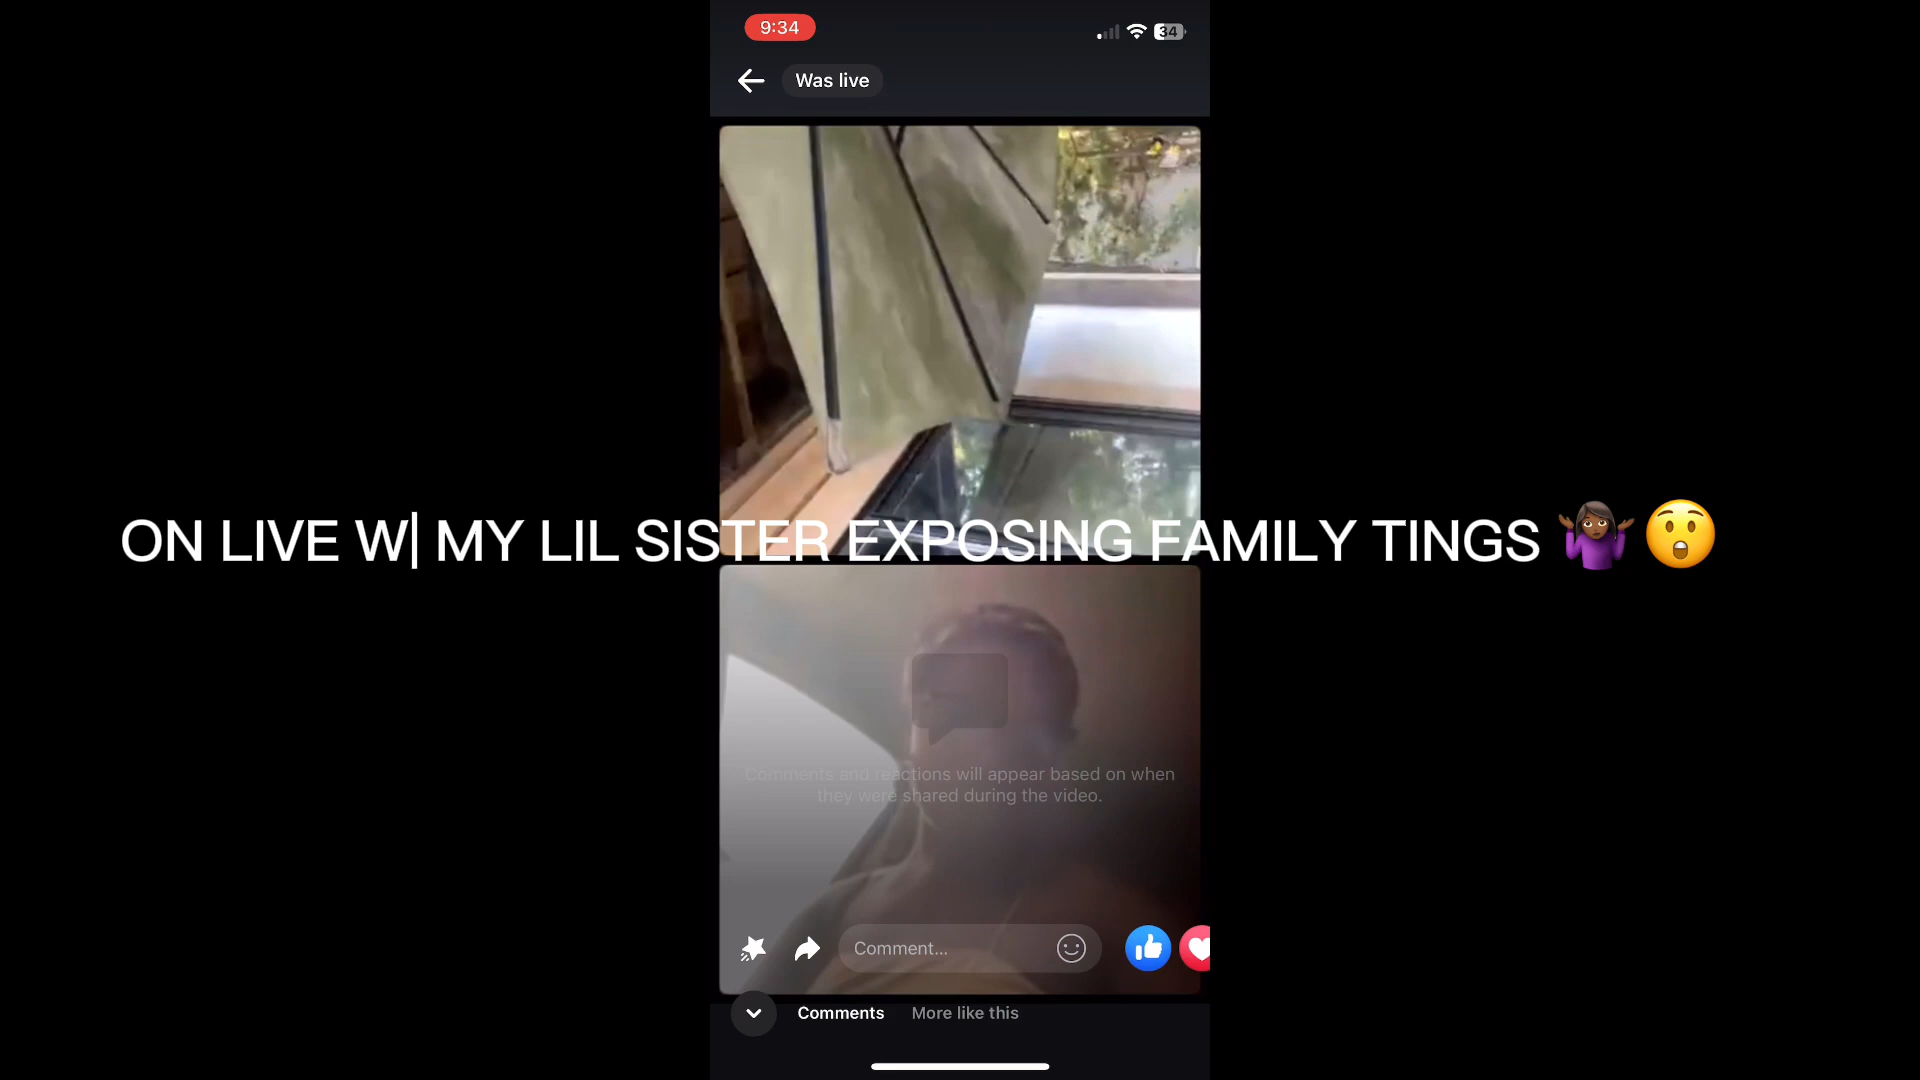 9:34
34
Was live
ON LIVE W| MY LIL SISTER EXPOSING FAMILY TINGS 🤷🏾‍♀️ 😲
Comments and reactions will appear based on when
they were shared during the video.
Comment...
Comments
More like this